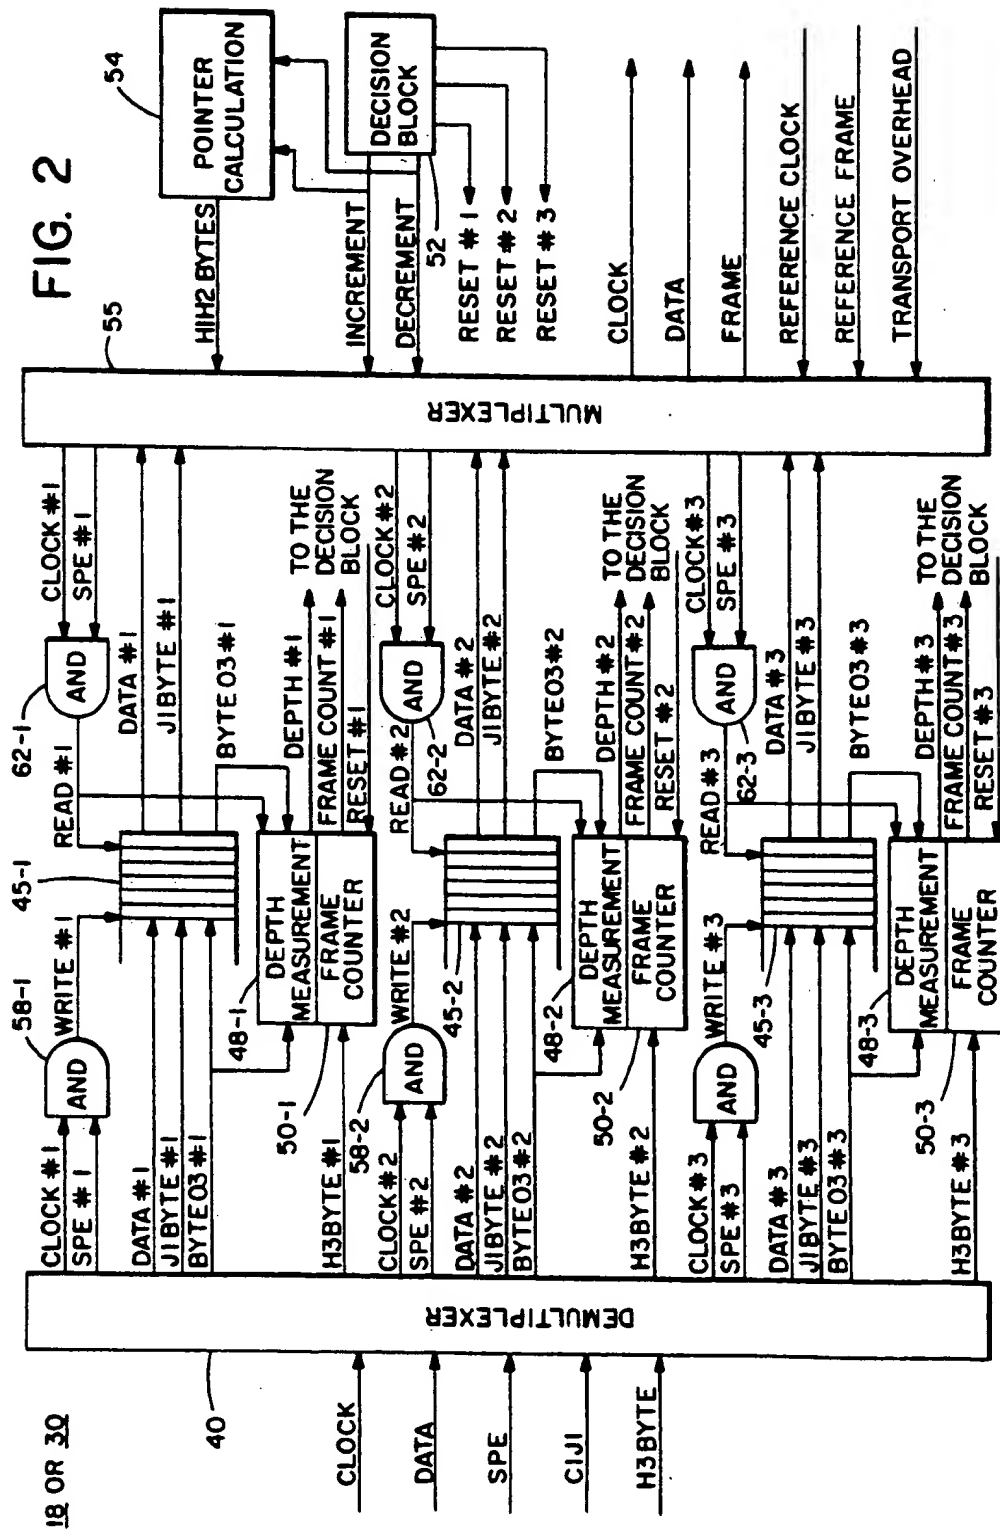 18 OR 30
FIG. 2
40
CLOCK
DATA
SPE
C1J1
H3BYTE
DEMULTIPLEXER
CLOCK #1
SPE #1
DATA #1
J1BYTE #1
BYTE 03 #1
H3BYTE #1
58-1
AND
WRITE #1
45-1
READ #1
62-1
AND
CLOCK #1
SPE #1
DATA #1
J1BYTE #1
BYTE 03 #1
48-1
DEPTH
MEASUREMENT
FRAME
COUNTER
50-1
DEPTH #1
FRAME COUNT #1
RESET #1
TO THE
DECISION
BLOCK
CLOCK #2
SPE #2
DATA #2
J1BYTE #2
BYTE 03 #2
H3BYTE #2
58-2
AND
WRITE #2
45-2
READ #2
62-2
AND
CLOCK #2
SPE #2
DATA #2
J1BYTE #2
BYTE 03 #2
48-2
DEPTH
MEASUREMENT
FRAME
COUNTER
50-2
DEPTH #2
FRAME COUNT #2
RESET #2
TO THE
DECISION
BLOCK
CLOCK #3
SPE #3
DATA #3
J1BYTE #3
BYTE 03 #3
H3BYTE #3
AND
WRITE #3
45-3
READ #3
62-3
AND
CLOCK #3
SPE #3
DATA #3
J1BYTE #3
BYTE 03 #3
48-3
DEPTH
MEASUREMENT
FRAME
COUNTER
50-3
DEPTH #3
FRAME COUNT #3
RESET #3
TO THE
DECISION
BLOCK
55
MULTIPLEXER
H1H2 BYTES
54
POINTER
CALCULATION
INCREMENT
DECREMENT
52
DECISION
BLOCK
RESET #1
RESET #2
RESET #3
CLOCK
DATA
FRAME
REFERENCE CLOCK
REFERENCE FRAME
TRANSPORT OVERHEAD